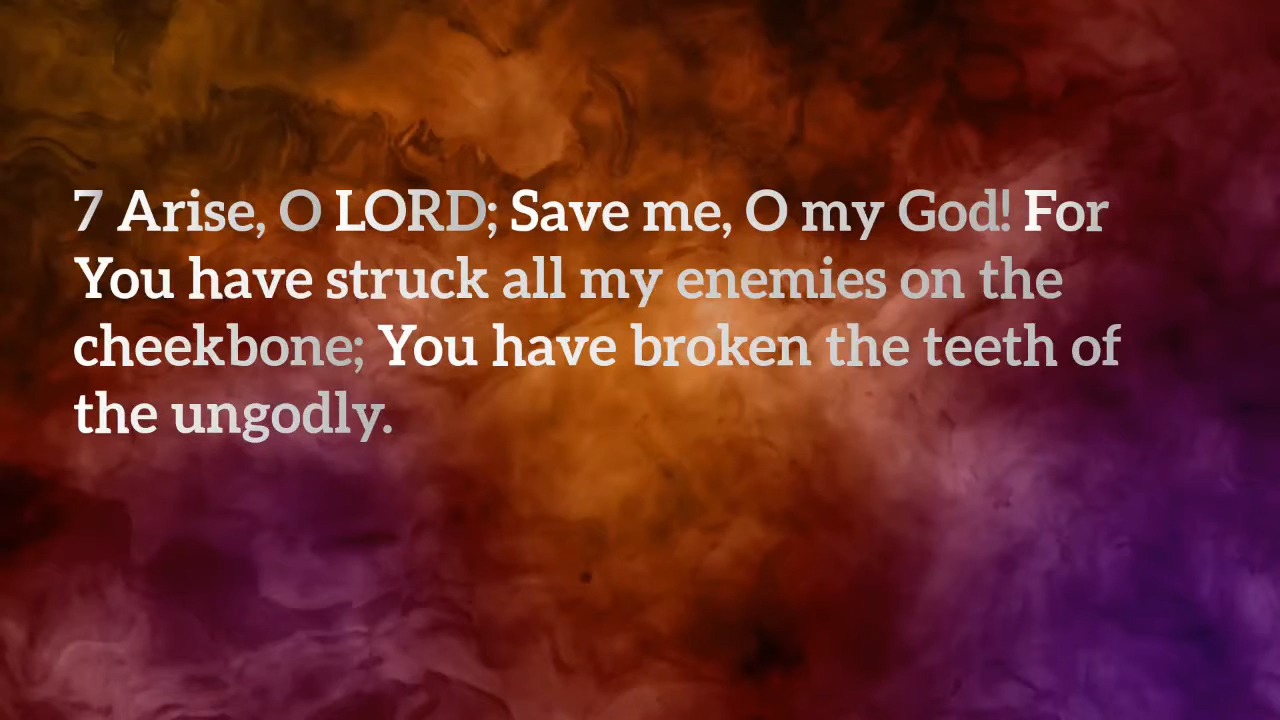 7 Arise, O LORD; Save me, O my God! For
You have struck all my enemies on the
cheekbone; You have broken the teeth of
the ungodly.